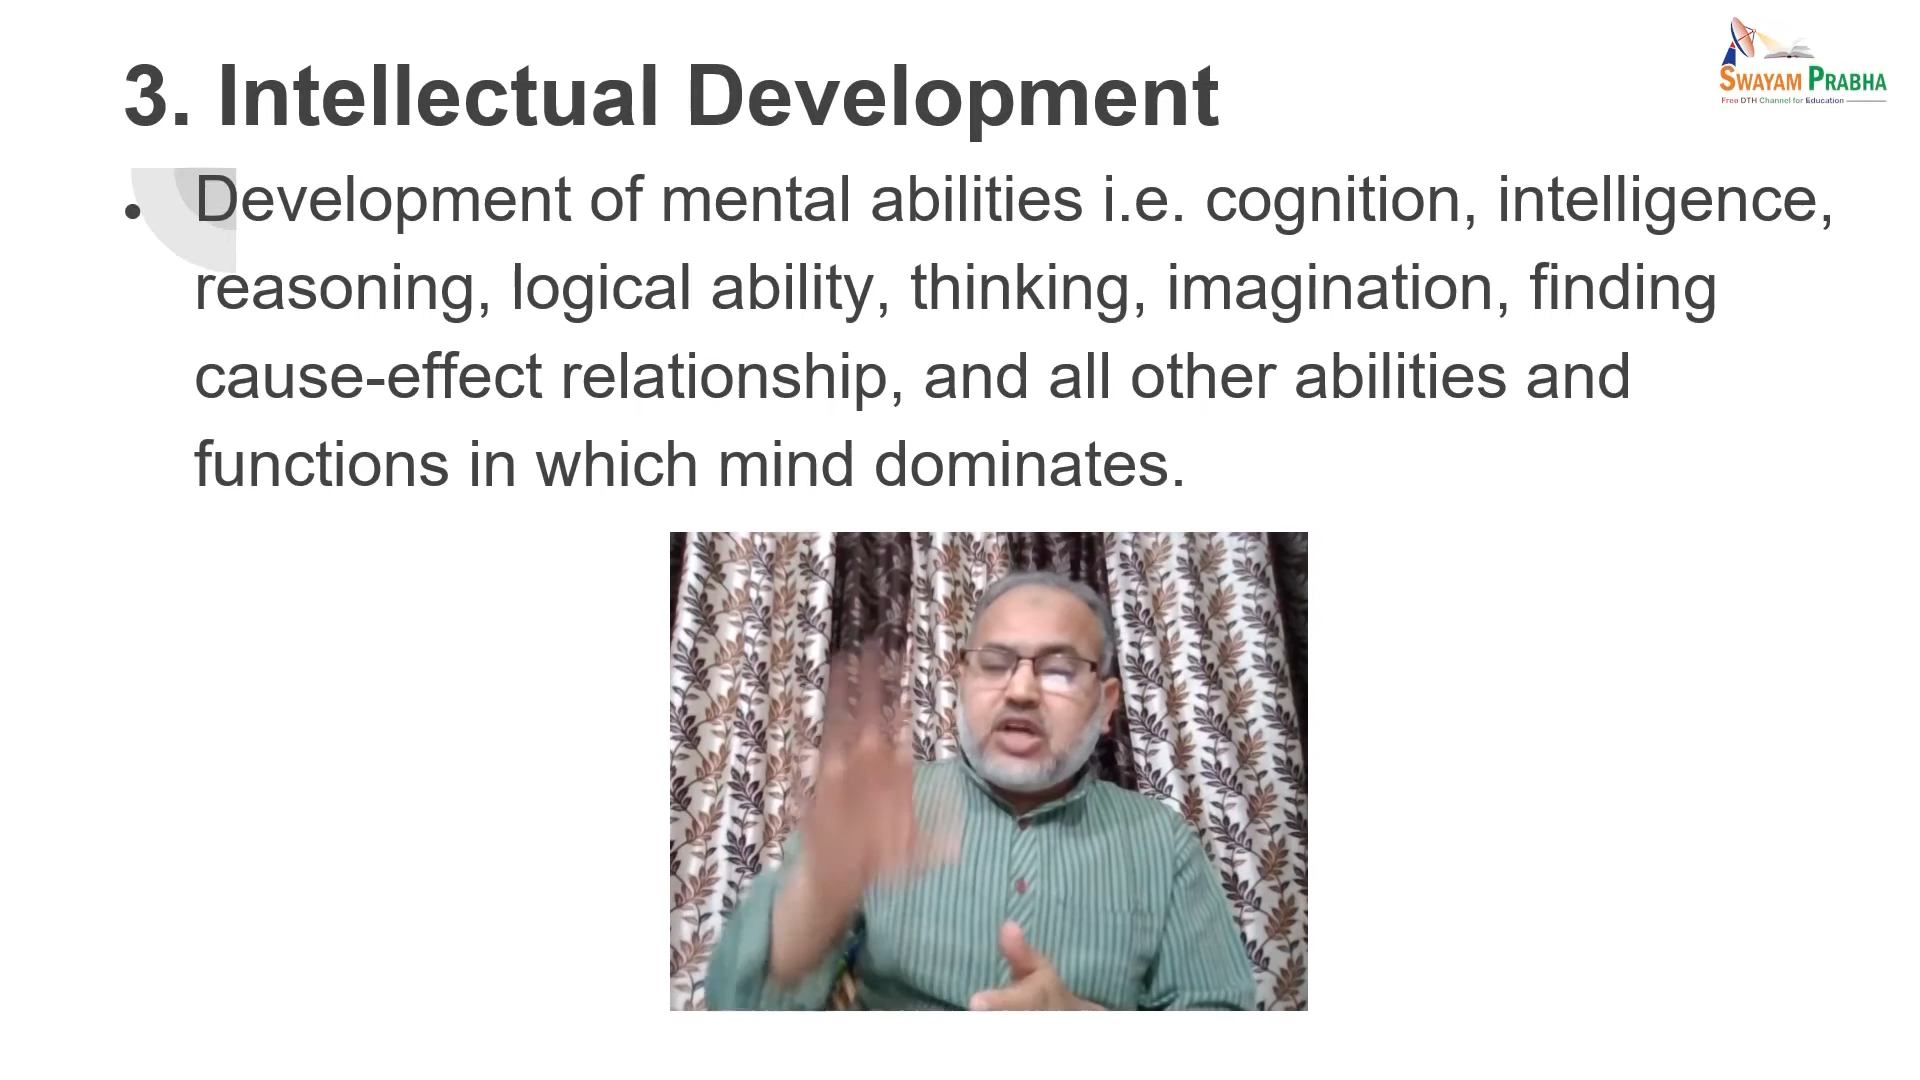 SWAYAM PRABHA
Free DTH Channel for Education
3. Intellectual Development
• Development of mental abilities i.e. cognition, intelligence,
reasoning, logical ability, thinking, imagination, finding
cause-effect relationship, and all other abilities and
functions in which mind dominates.